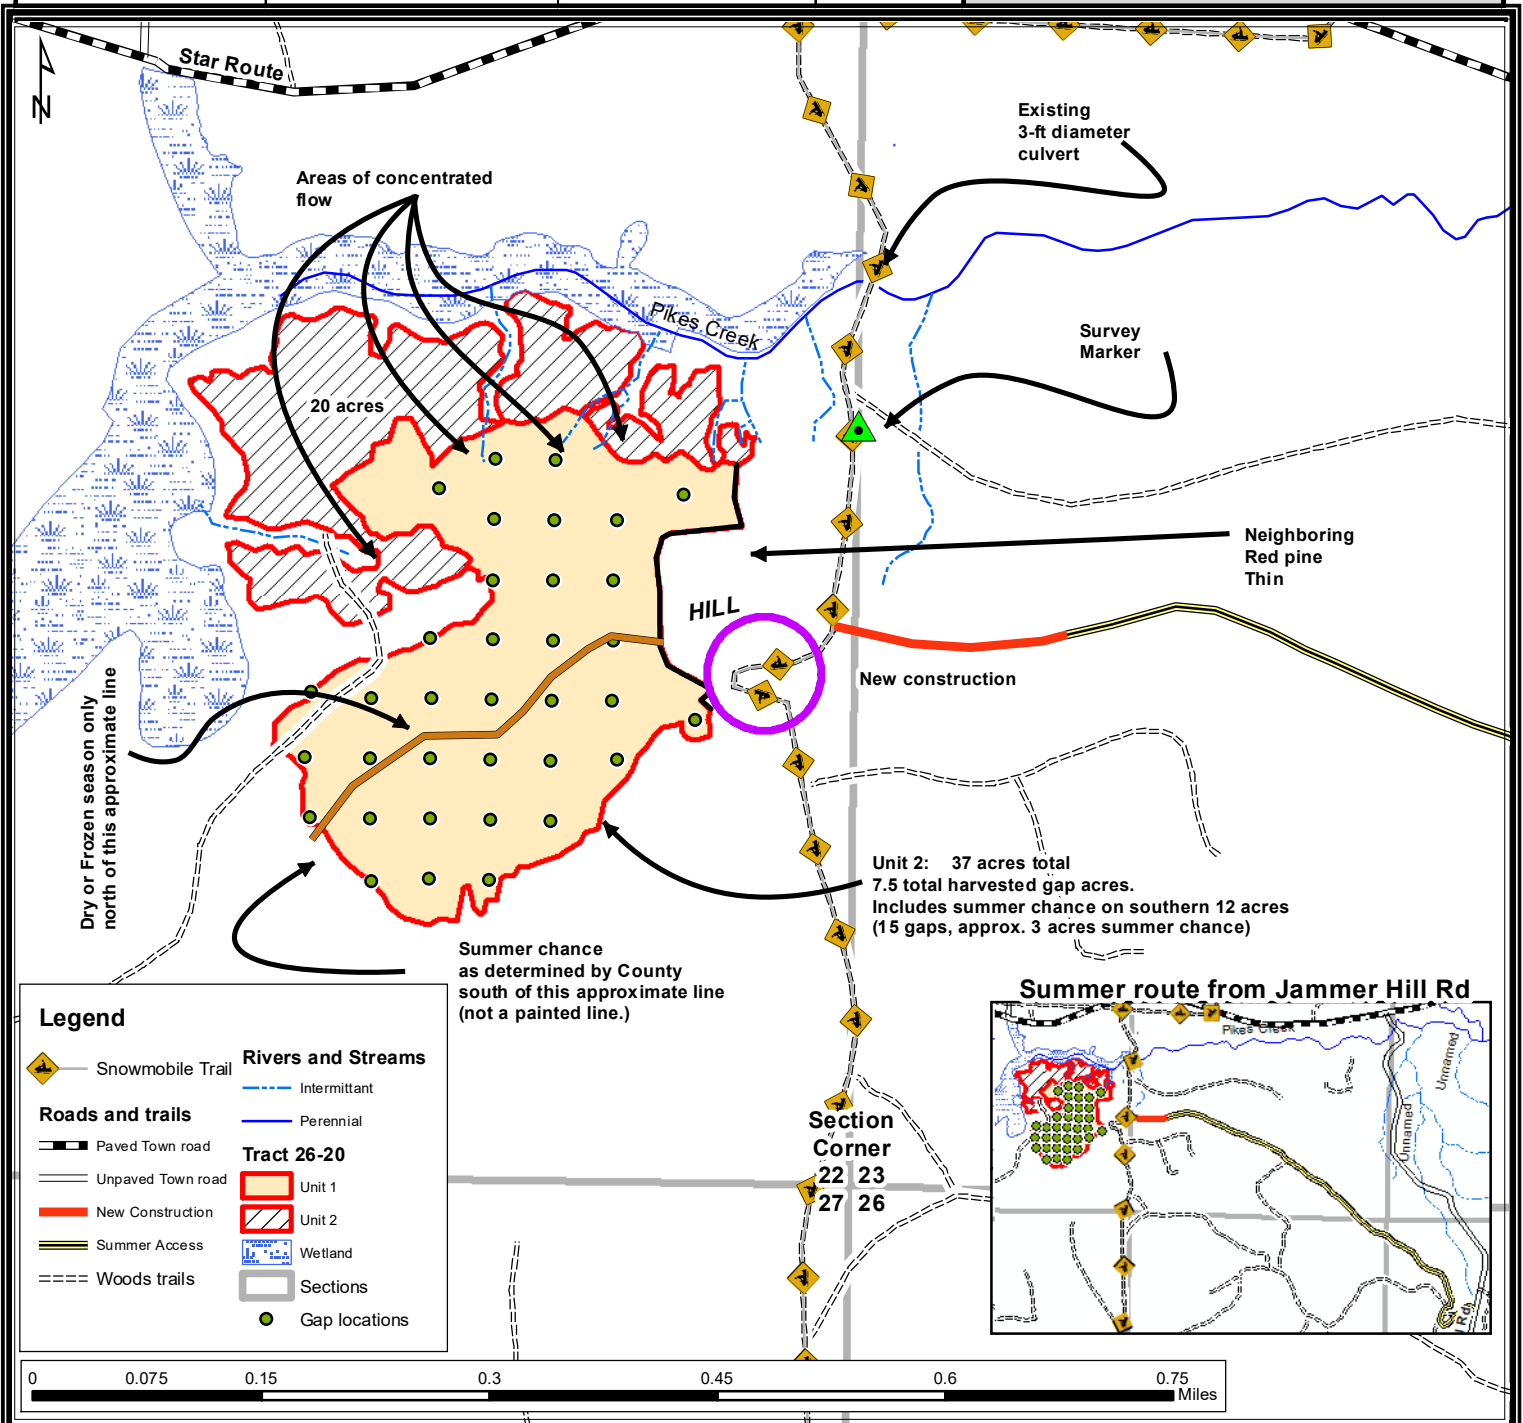 Star Route
N
Existing
3-ft diameter
culvert
Areas of concentrated
flow
Pikes Creek
Survey
Marker
20 acres
Neighboring
Red pine
Thin
HILL
New construction
Dry or Frozen season only
north of this approximate line
Unit 2: 37 acres total
7.5 total harvested gap acres.
Includes summer chance on southern 12 acres
(15 gaps, approx. 3 acres summer chance)
Summer chance
as determined by County
south of this approximate line
(not a painted line.)
Summer route from Jammer Hill Rd
Pikes Creek
Unnamed
Unnamed
l Rd
Section
Corner
22 23
27 26
Legend
Snowmobile Trail
Roads and trails
Paved Town road
Unpaved Town road
New Construction
Summer Access
Woods trails
Rivers and Streams
Intermittant
Perennial
Tract 26-20
Unit 1
Unit 2
Wetland
Sections
Gap locations
0 0.075 0.15 0.3 0.45 0.6 0.75
Miles